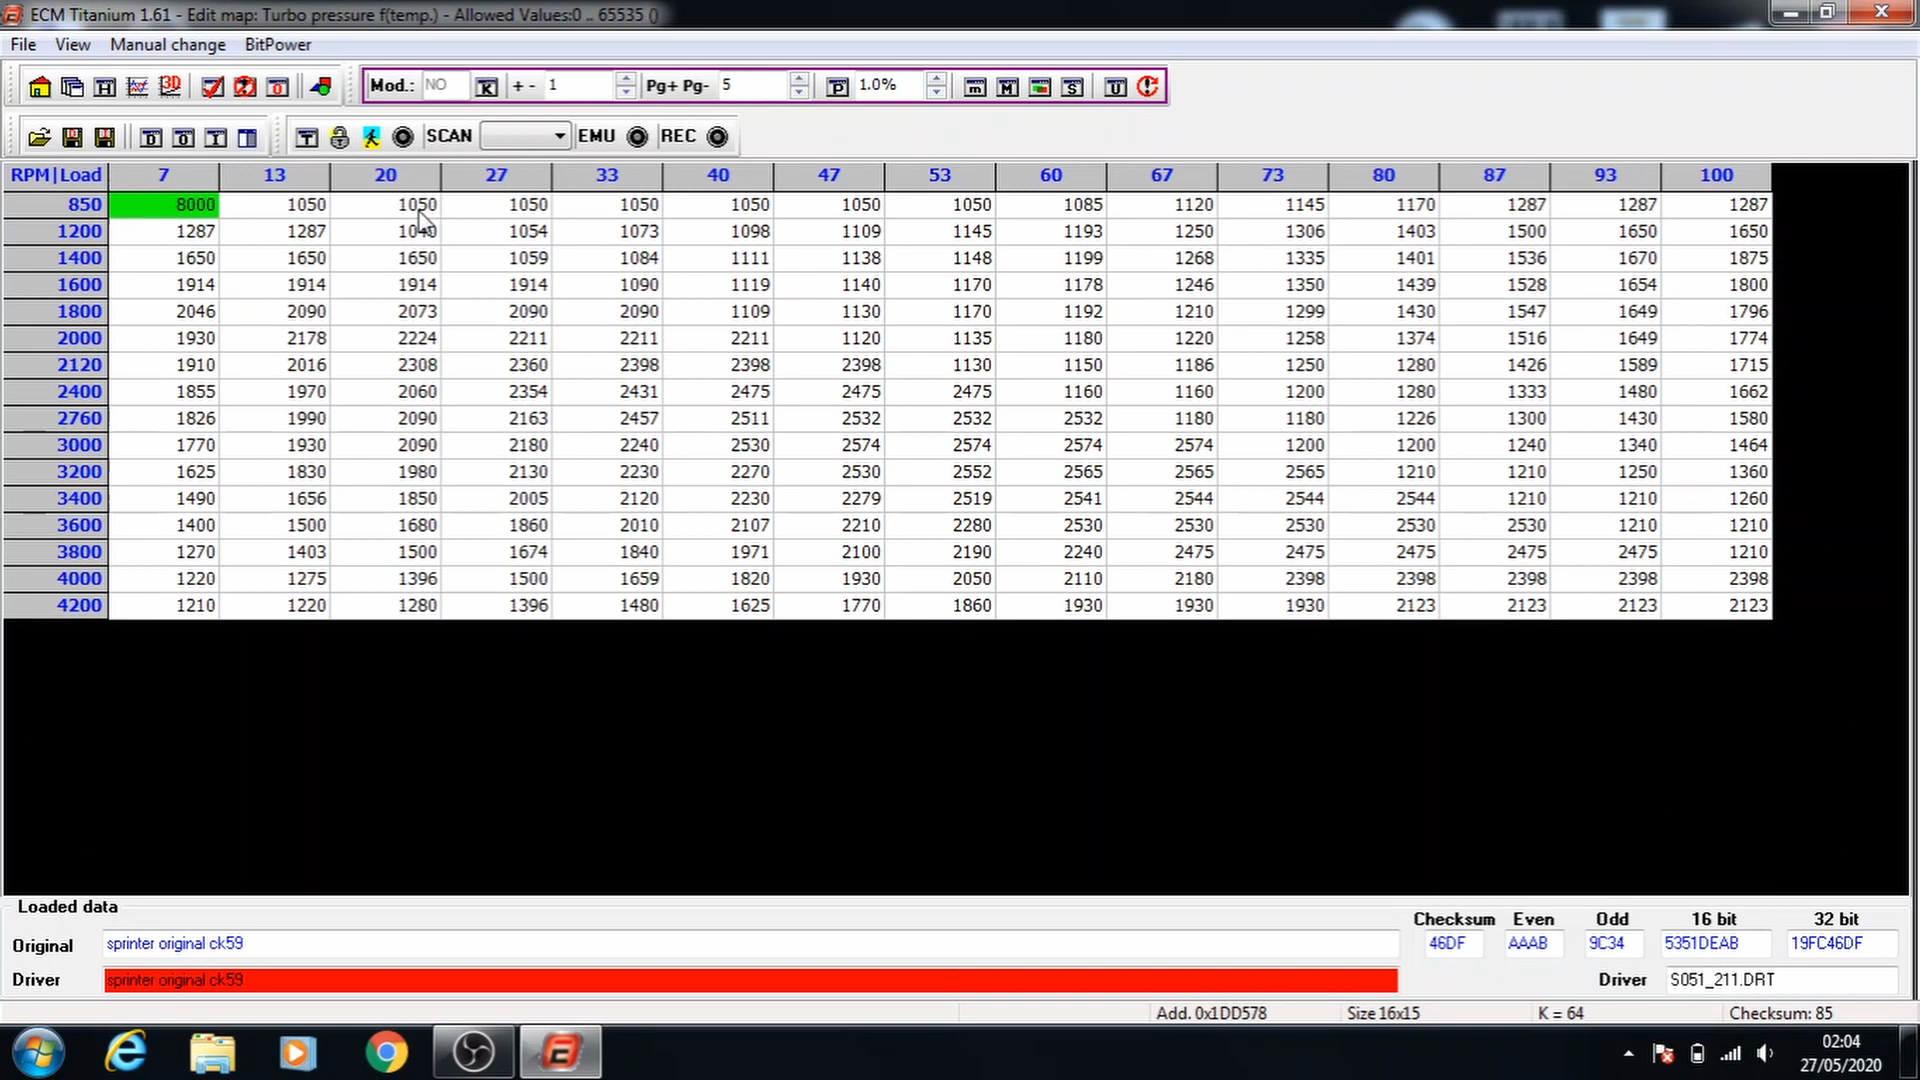 ECM Titanium 1.61 - Edit map: Turbo pressure f(temp.) - Allowed Values:0 .. 65535 ()
File View Manual change BitPower
Mod.: NO K + - 1 Pg+ Pg- 5 P 1.0% m M S U
D O I T SCAN EMU REC
RPM|Load 7 13 20 27 33 40 47 53 60 67 73 80 87 93 100
850 8000 1050 1050 1050 1050 1050 1050 1050 1085 1120 1145 1170 1287 1287 1287
1200 1287 1287 1040 1054 1073 1098 1109 1145 1193 1250 1306 1403 1500 1650 1650
1400 1650 1650 1650 1059 1084 1111 1138 1148 1199 1268 1335 1401 1536 1670 1875
1600 1914 1914 1914 1914 1090 1119 1140 1170 1178 1246 1350 1439 1528 1654 1800
1800 2046 2090 2073 2090 2090 1109 1130 1170 1192 1210 1299 1430 1547 1649 1796
2000 1930 2178 2224 2211 2211 2211 1120 1135 1180 1220 1258 1374 1516 1649 1774
2120 1910 2016 2308 2360 2398 2398 2398 1130 1150 1186 1250 1280 1426 1589 1715
2400 1855 1970 2060 2354 2431 2475 2475 2475 1160 1160 1200 1280 1333 1480 1662
2760 1826 1990 2090 2163 2457 2511 2532 2532 2532 1180 1180 1226 1300 1430 1580
3000 1770 1930 2090 2180 2240 2530 2574 2574 2574 2574 1200 1200 1240 1340 1464
3200 1625 1830 1980 2130 2230 2270 2530 2552 2565 2565 2565 1210 1210 1250 1360
3400 1490 1656 1850 2005 2120 2230 2279 2519 2541 2544 2544 2544 1210 1210 1260
3600 1400 1500 1680 1860 2010 2107 2210 2280 2530 2530 2530 2530 2530 1210 1210
3800 1270 1403 1500 1674 1840 1971 2100 2190 2240 2475 2475 2475 2475 2475 1210
4000 1220 1275 1396 1500 1659 1820 1930 2050 2110 2180 2398 2398 2398 2398 2398
4200 1210 1220 1280 1396 1480 1625 1770 1860 1930 1930 1930 2123 2123 2123 2123
Loaded data
Checksum Even Odd 16 bit 32 bit
Original sprinter original ck59 46DF AAAB 9C34 5351DEAB 19FC46DF
Driver sprinter original ck59 Driver S051_211.DRT
Add. 0x1DD578 Size 16x15 K = 64 Checksum: 85
02:04
27/05/2020